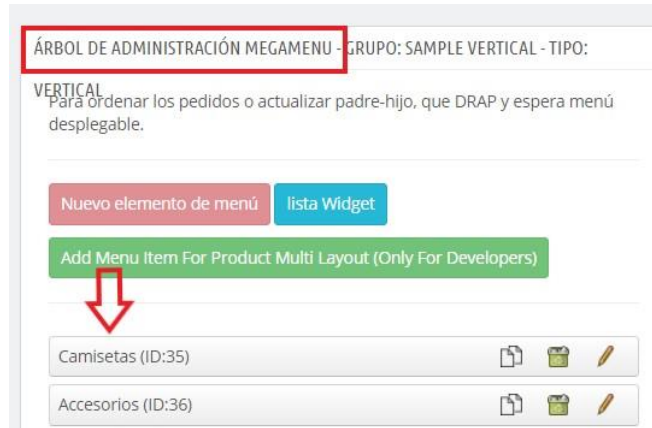 ÁRBOL DE ADMINISTRACIÓN MEGAMENU - GRUPO: SAMPLE VERTICAL - TIPO:
VERTICAL
Para ordenar los pedidos o actualizar padre-hijo, que DRAP y espera menú
desplegable.
Nuevo elemento de menú lista Widget
Add Menu Item For Product Multi Layout (Only For Developers)
Camisetas (ID:35)
Accesorios (ID:36)